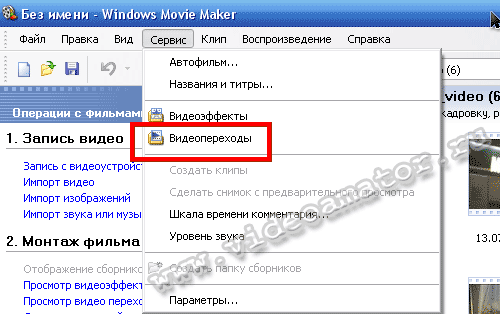 Без имени - Windows Movie Maker
Файл Правка Вид Сервис Клип Воспроизведение Справка
Автофильм...
(6)
Названия и титры...
Операции с фильмами
Видеоэффекты
_video (6
кадровку, р
1. Запись видео
Видеопереходы
Запись с видеоустройст
Создать клипы
Импорт видео
Сделать снимок с предварительного просмотра
Импорт изображений
Шкала времени комментария...
Импорт звука или музы
Уровень звука
13.07
2. Монтаж фильма
Отображение сборников
Создать папку сборников
Просмотр видеоэффект
Просмотр видео перехо
Параметры...
www.videoamator.ru